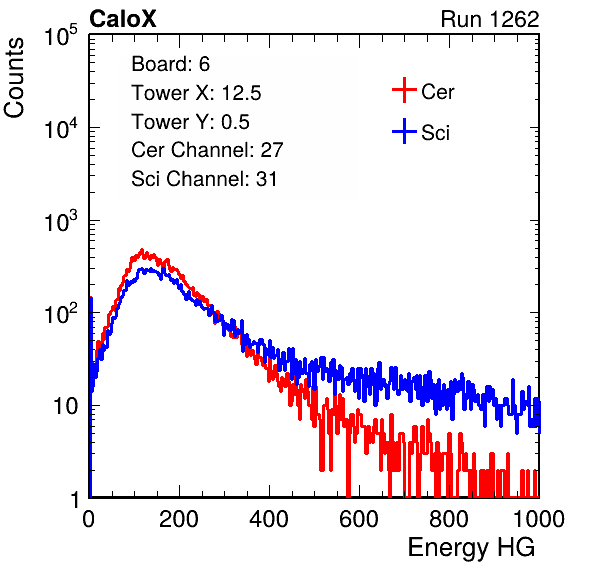 CaloX Run 1262
Counts
10^5
10^4
10^3
10^2
10
1
Board: 6
Tower X: 12.5
Tower Y: 0.5
Cer Channel: 27
Sci Channel: 31
Cer
Sci
0 200 400 600 800 1000
Energy HG